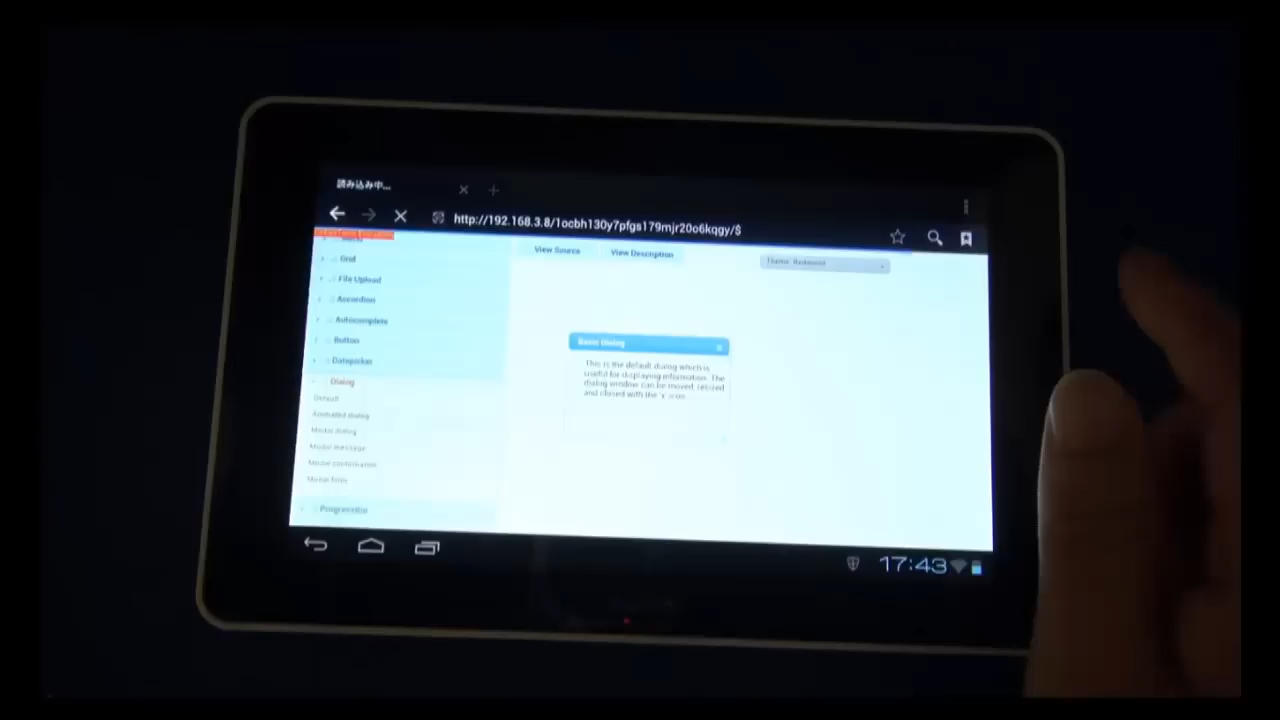 読み込み中...
http://192.168.3.8/1ocbh130y7pfgs179mjr20o6kqgy/$
Grid
View Source
View Description
Theme: Redmond
File Upload
Accordion
Autocomplete
Button
Datepicker
Dialog
Default
Animated dialog
Modal dialog
Modal message
Modal confirmation
Modal form
Progressbar
Basic Dialog
This is the default dialog which is
useful for displaying information. The
dialog window can be moved, resized
and closed with the 'x' icon.
17:43